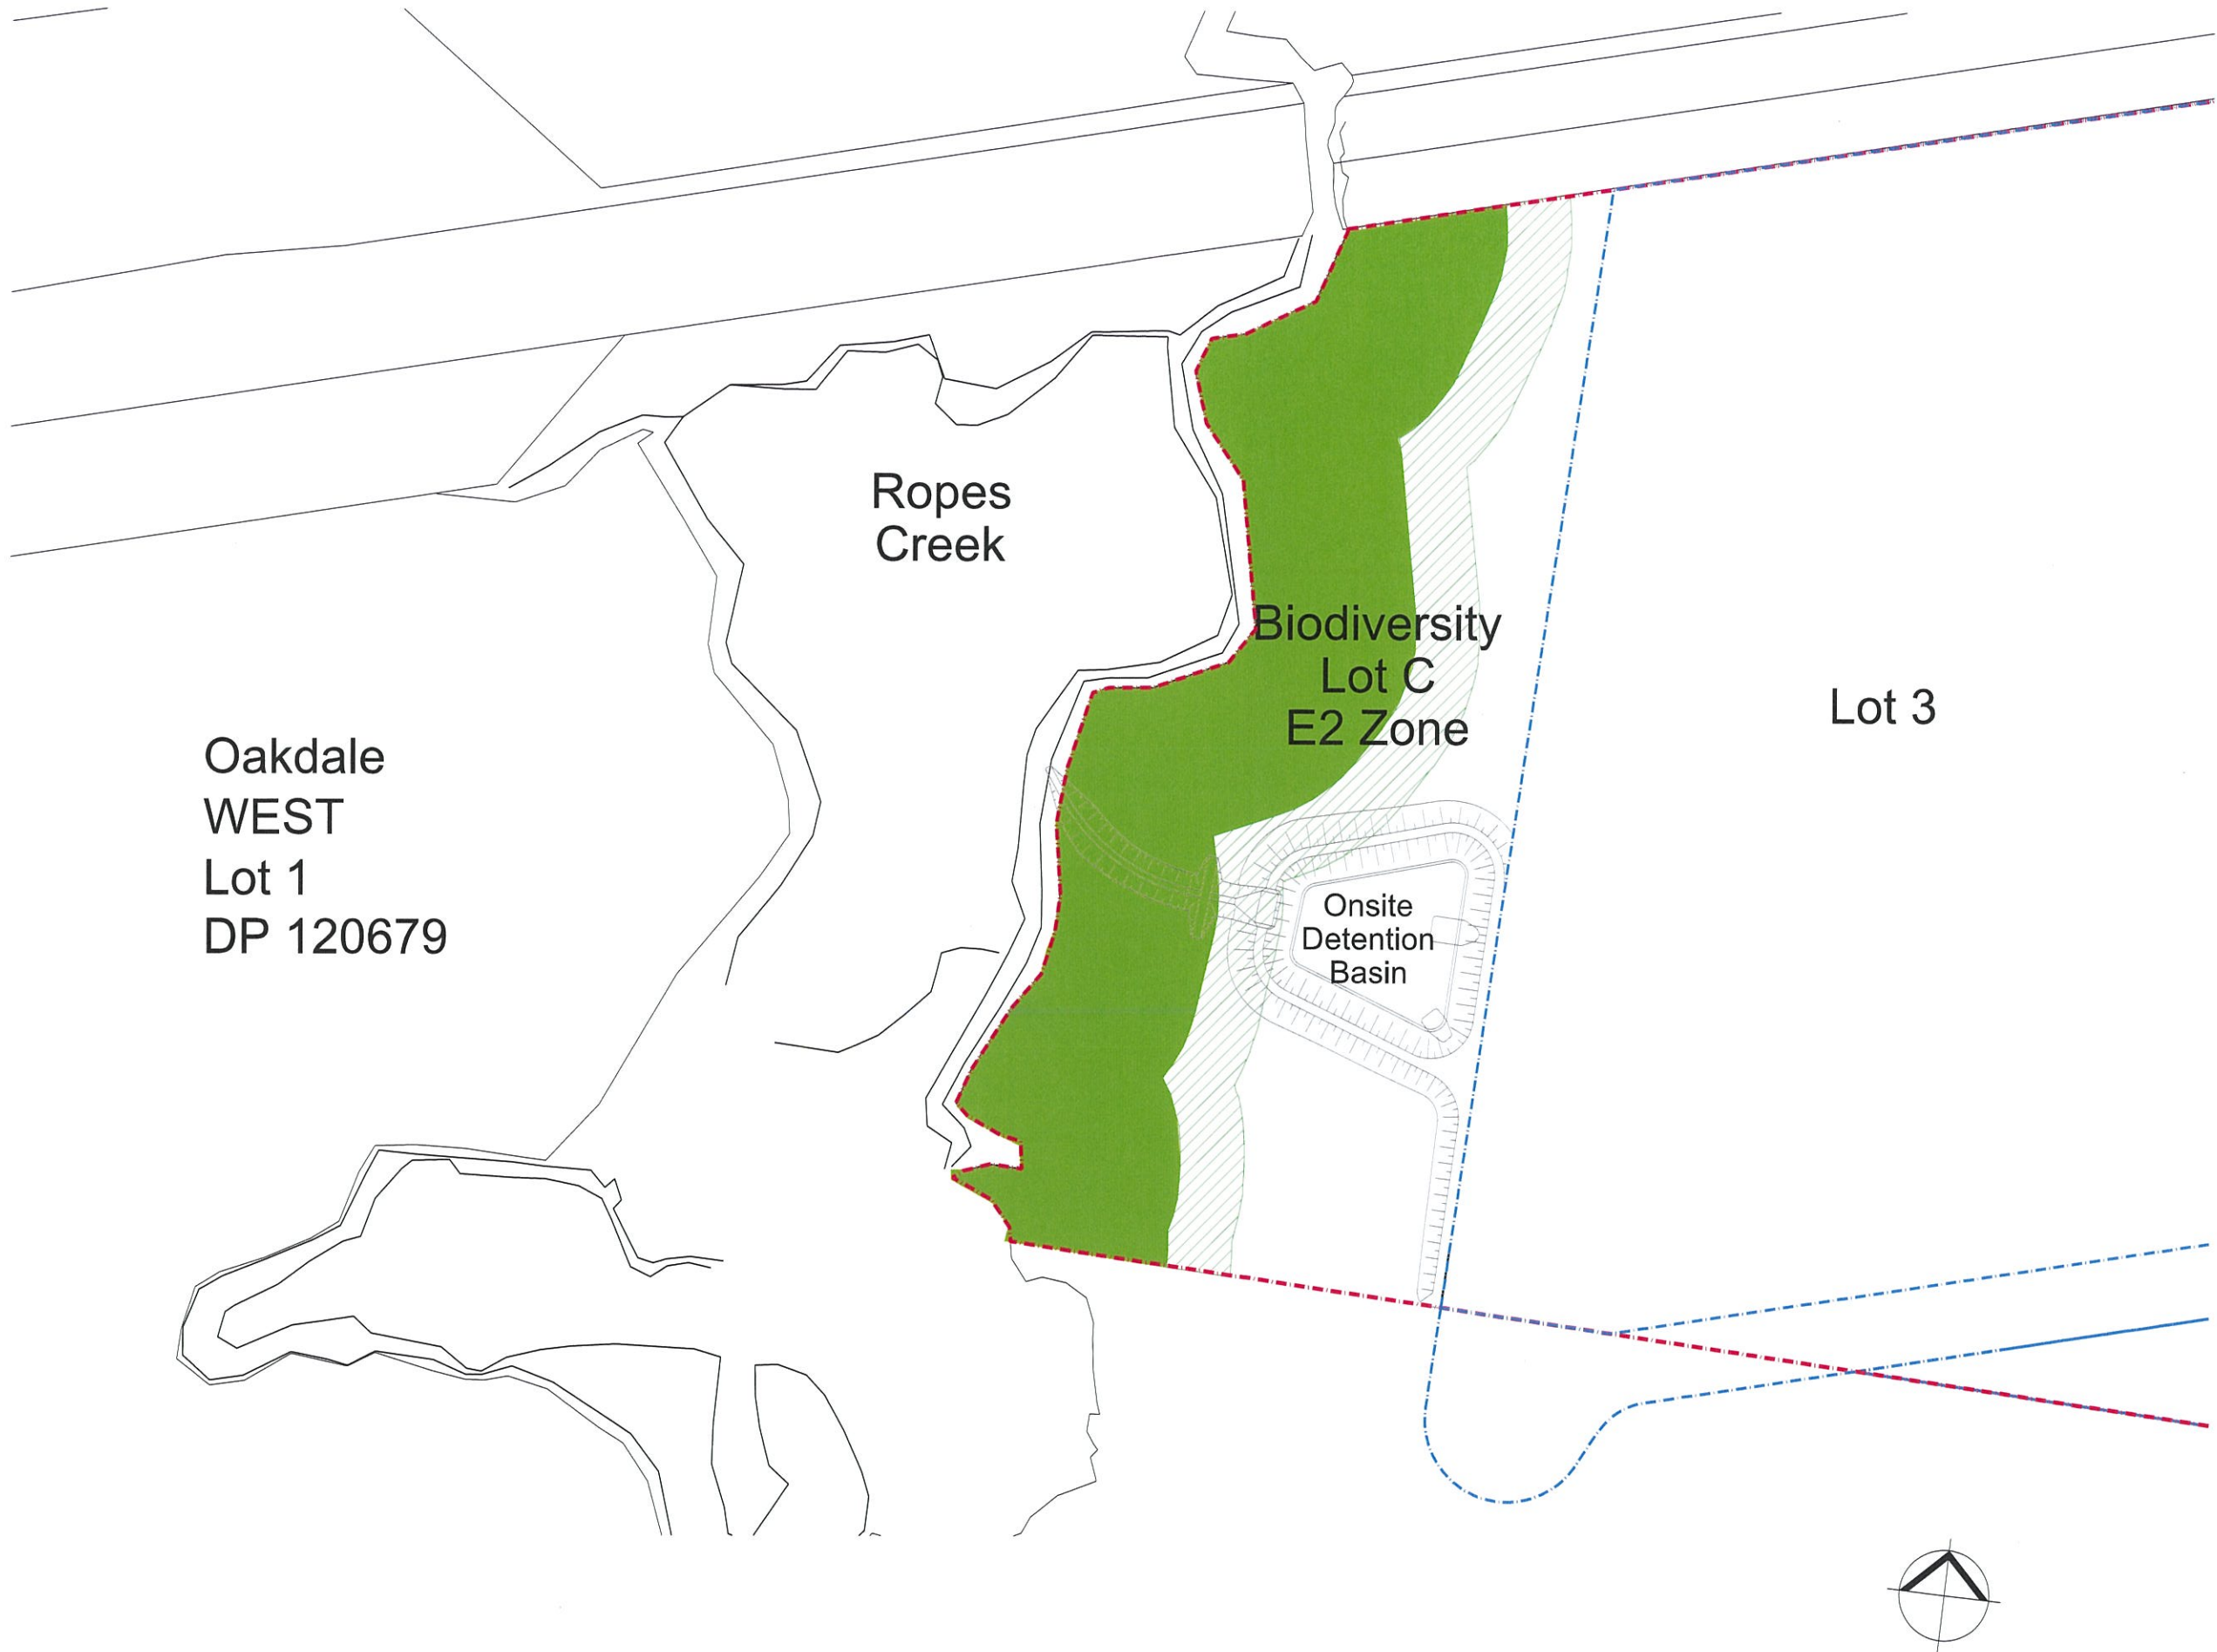 Ropes
Creek
Biodiversity
Lot C
E2 Zone
Lot 3
Oakdale
WEST
Lot 1
DP 120679
Onsite
Detention
Basin